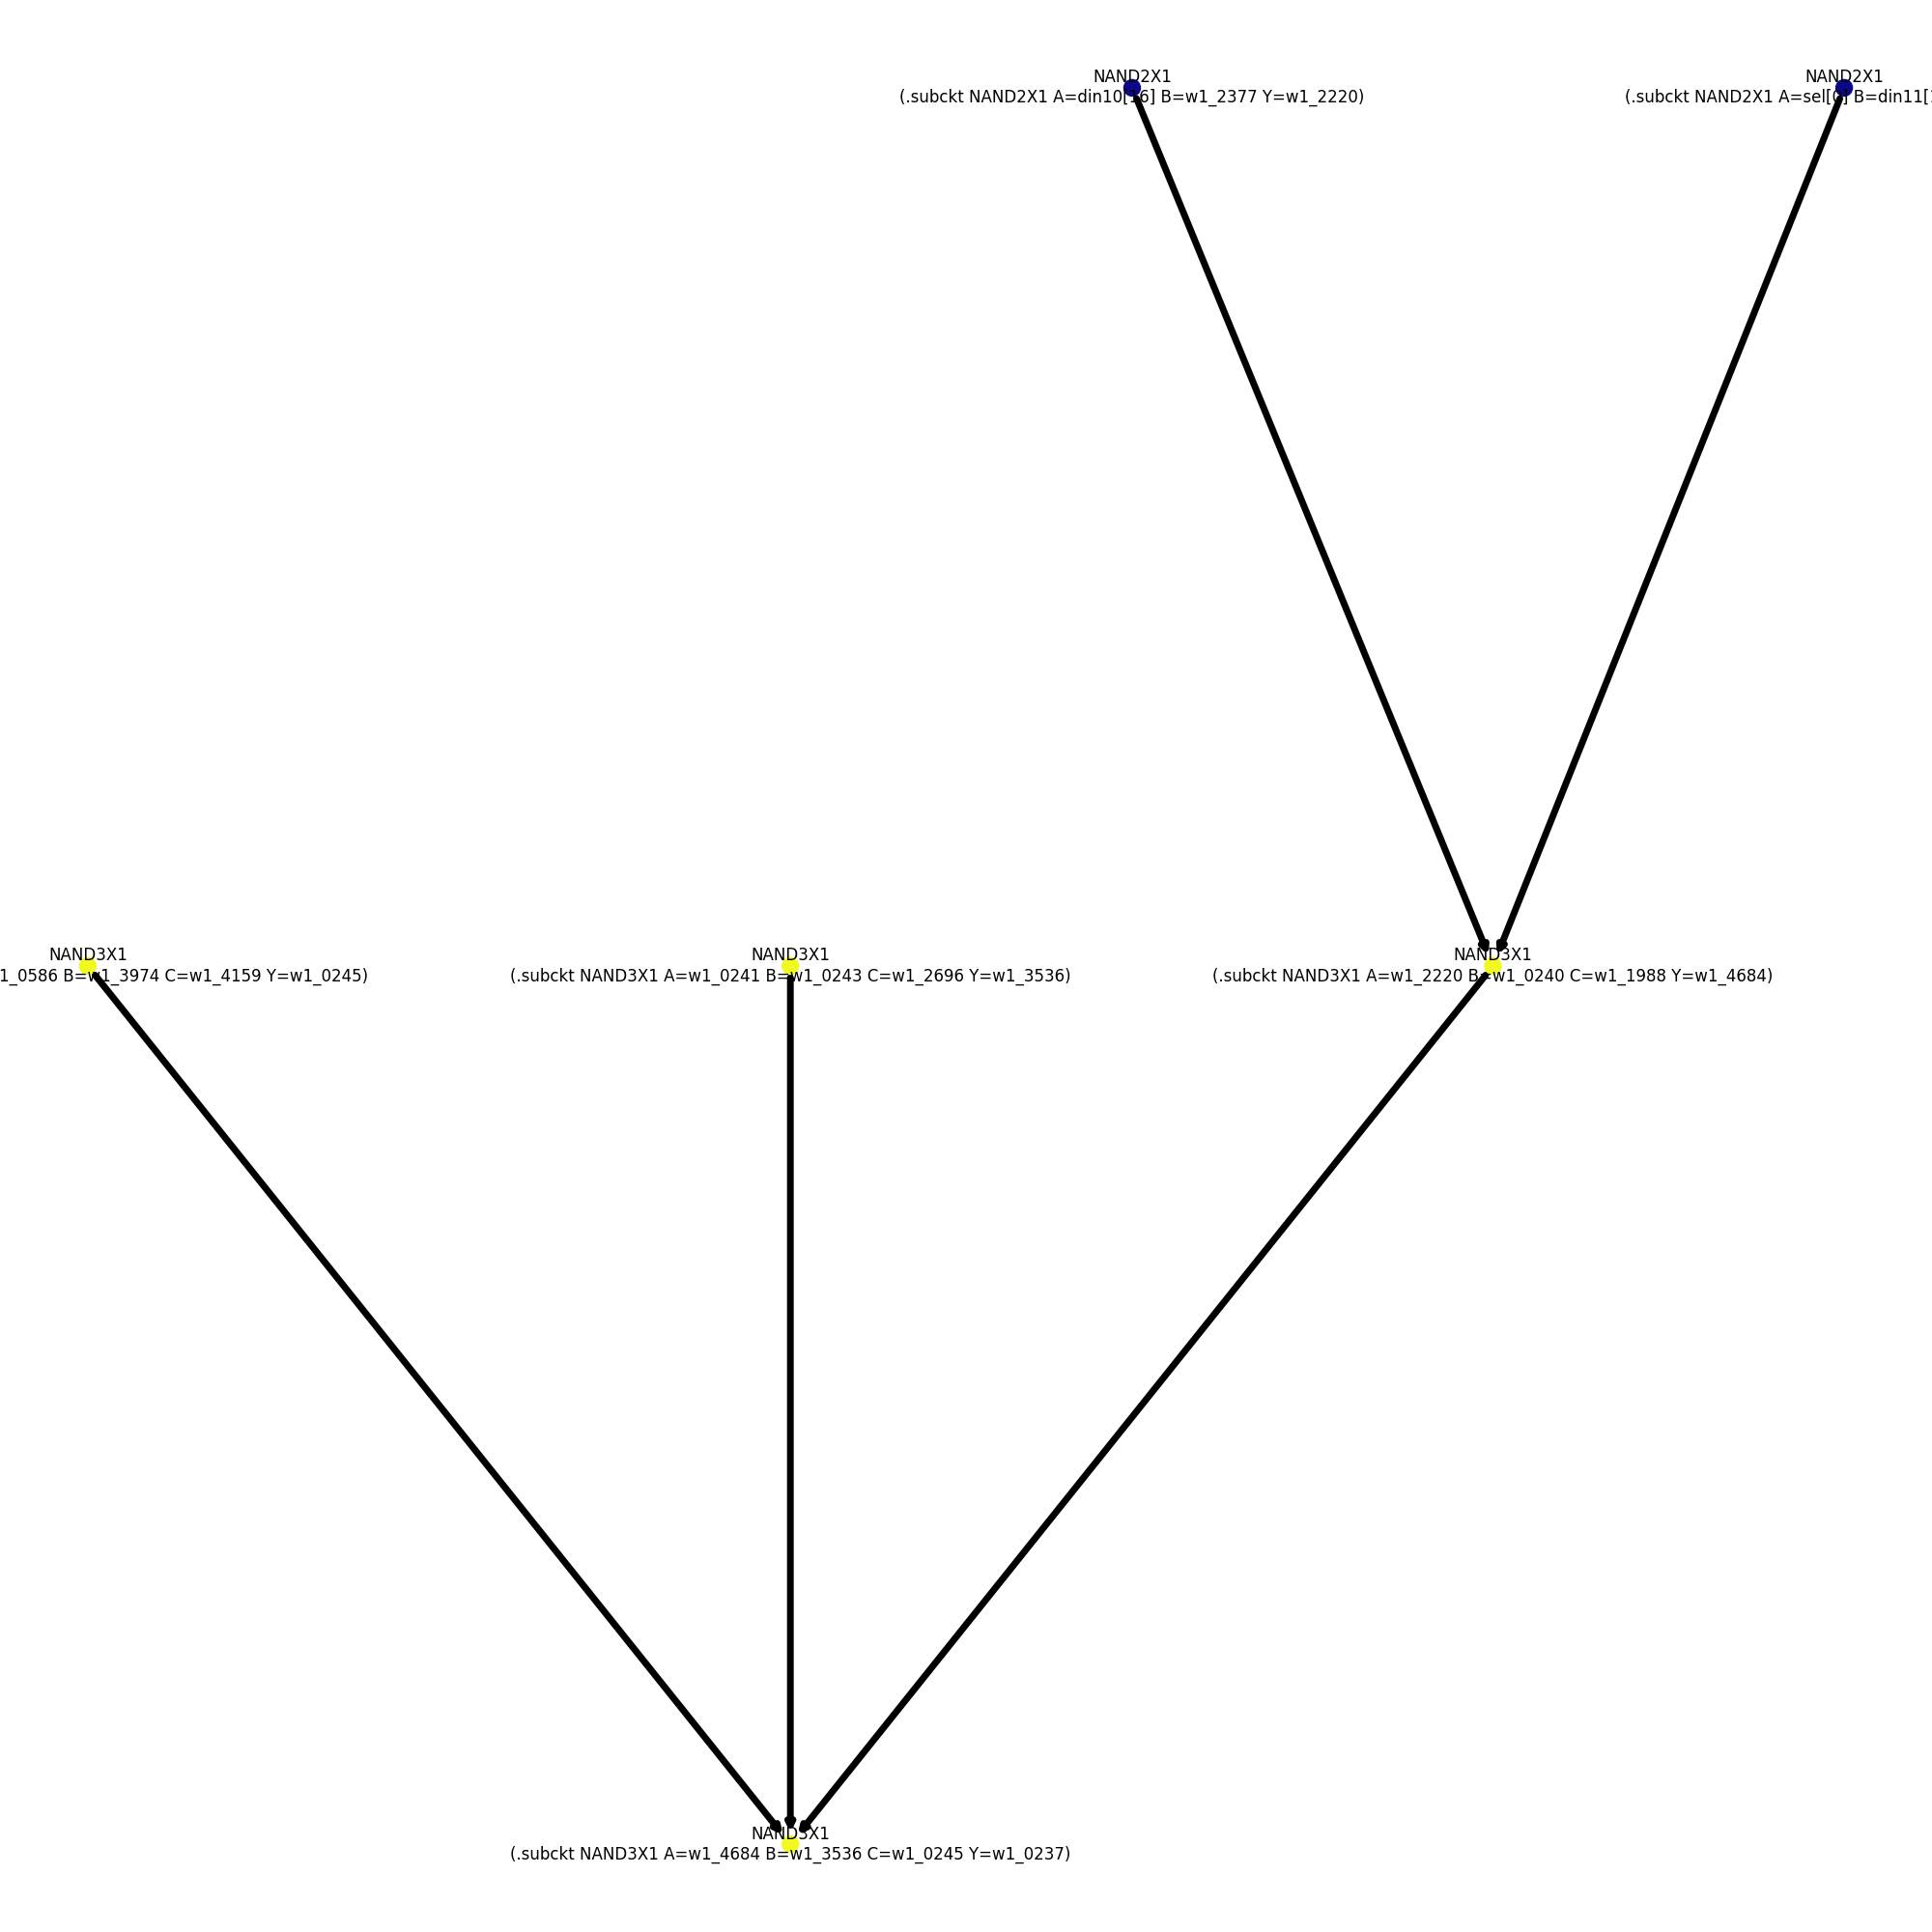 NAND2X1
(.subckt NAND2X1 A=din10[16] B=w1_2377 Y=w1_2220)
NAND2X1
(.subckt NAND2X1 A=sel[0] B=din11[
NAND3X1
1_0586 B=w1_3974 C=w1_4159 Y=w1_0245)
NAND3X1
(.subckt NAND3X1 A=w1_0241 B=w1_0243 C=w1_2696 Y=w1_3536)
NAND3X1
(.subckt NAND3X1 A=w1_2220 B=w1_0240 C=w1_1988 Y=w1_4684)
NAND3X1
(.subckt NAND3X1 A=w1_4684 B=w1_3536 C=w1_0245 Y=w1_0237)